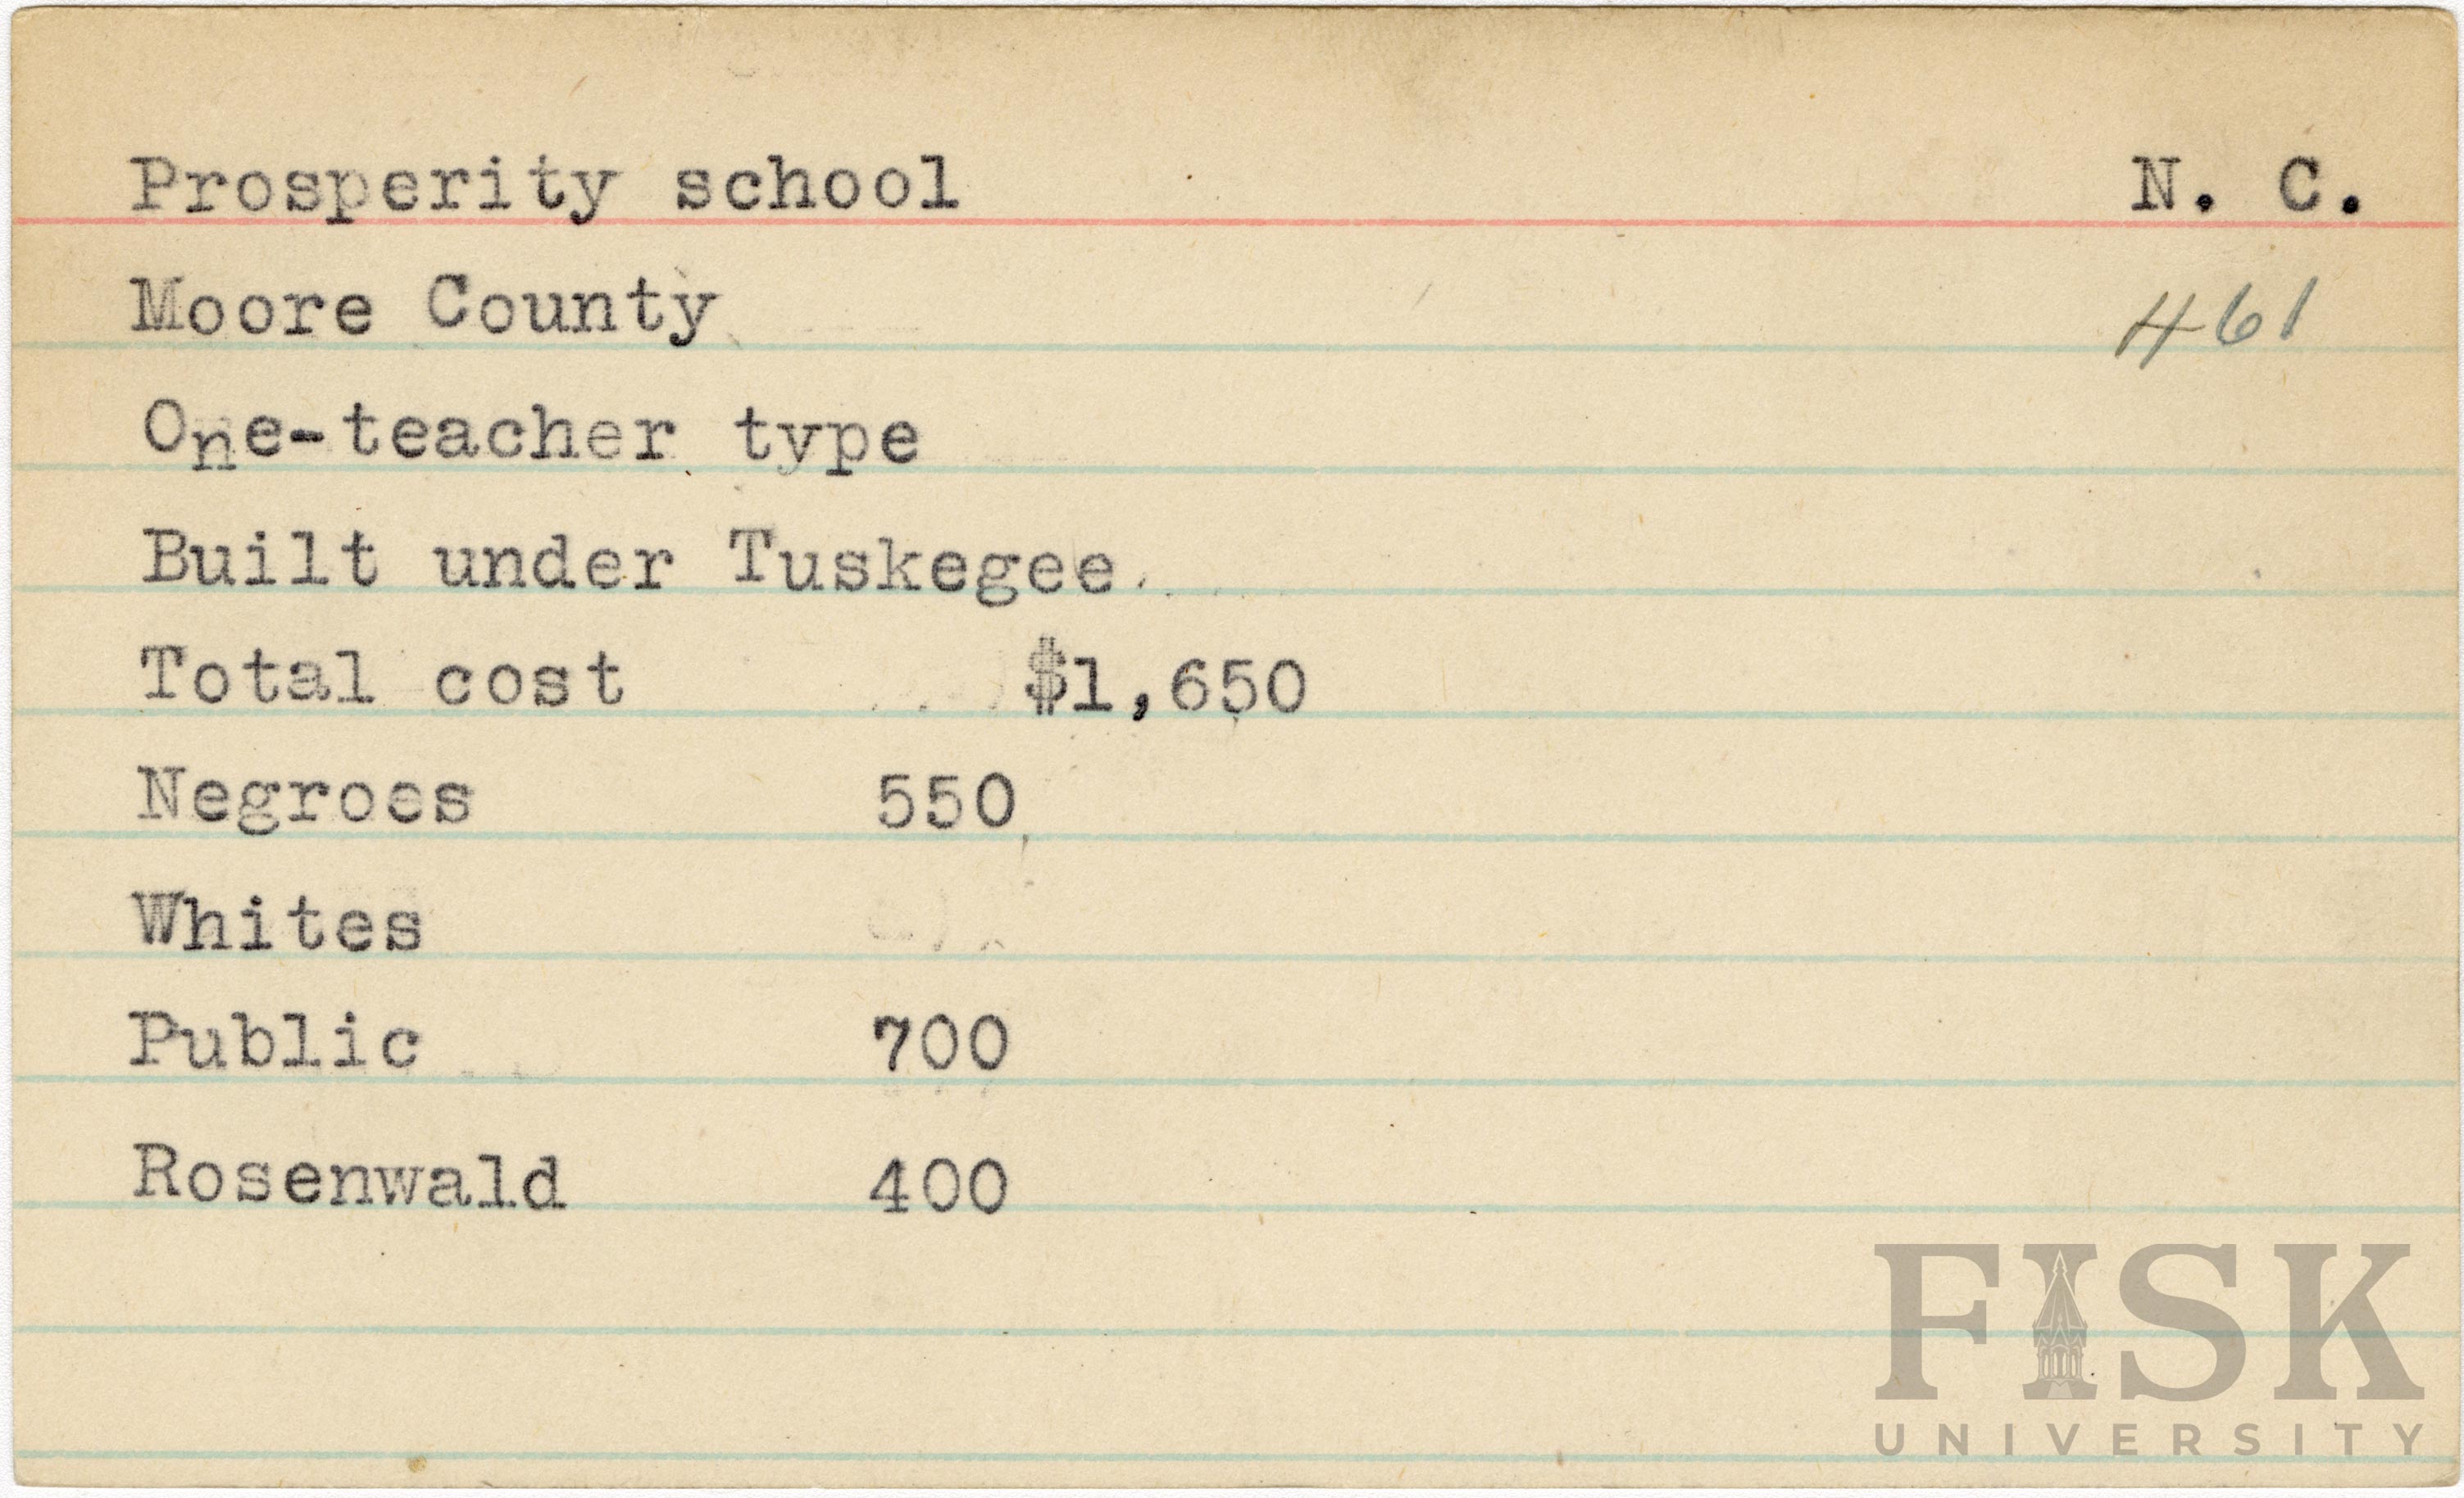 Prosperity school N. C.
Moore County 461
One-teacher type
Built under Tuskegee.
Total cost $1,650
Negroes 550
Whites
Public 700
Rosenwald 400
FISK
UNIVERSITY